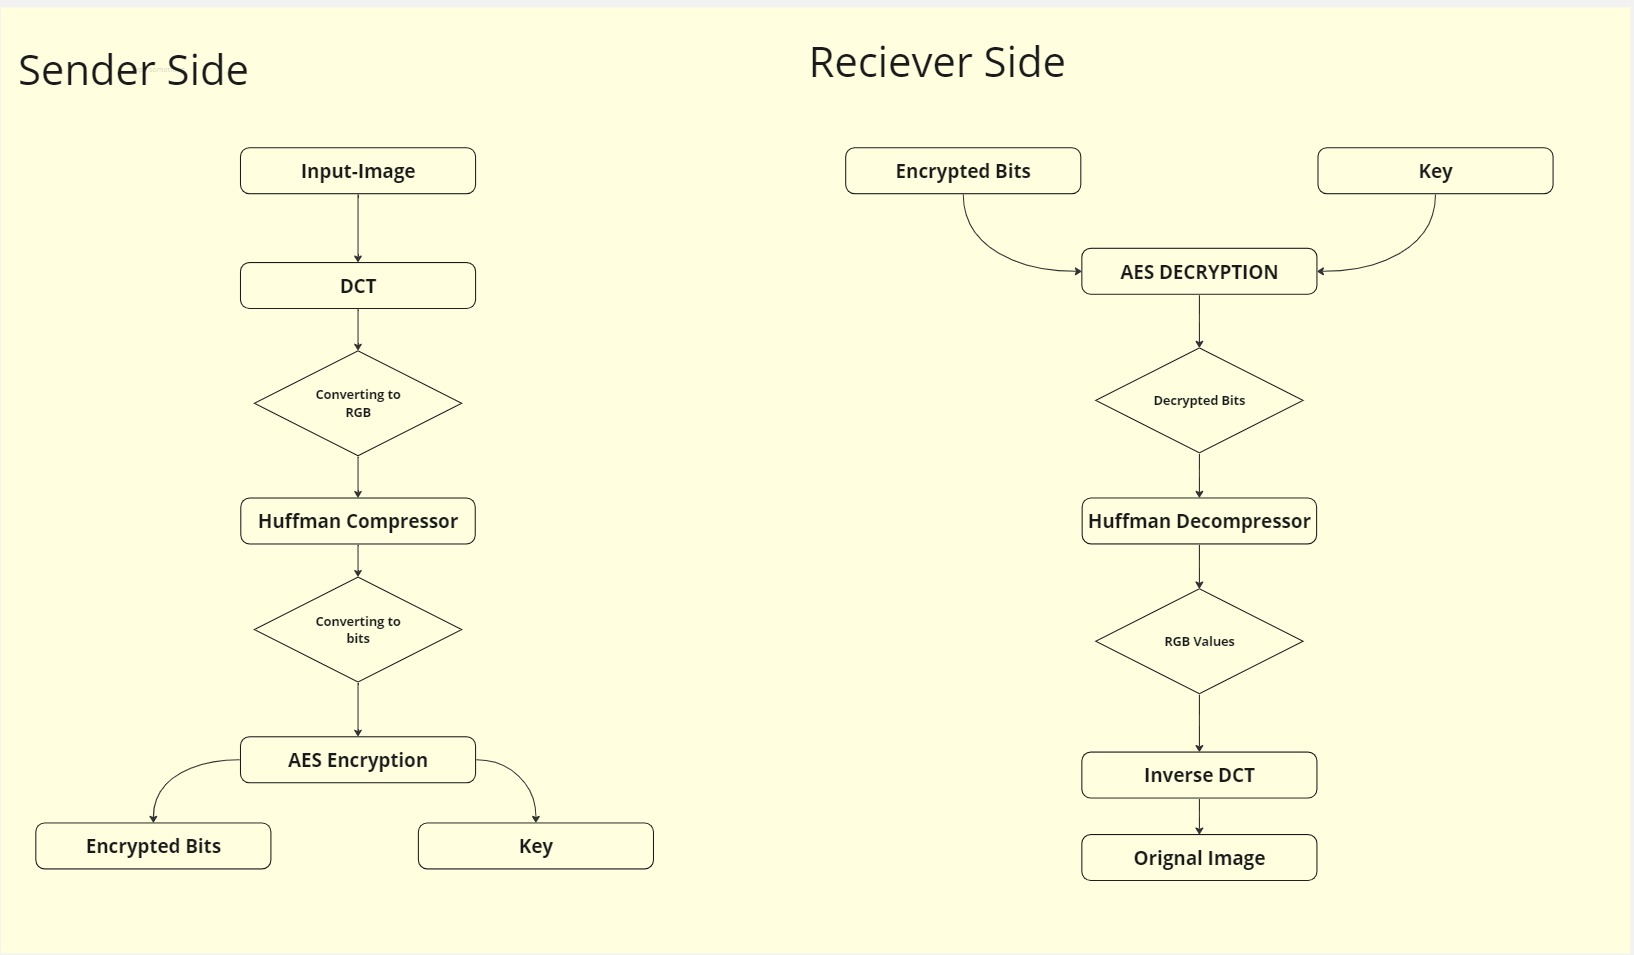 Sender Side
Input-Image
DCT
Converting to
RGB
Huffman Compressor
Converting to
bits
AES Encryption
Encrypted Bits
Key
Reciever Side
Encrypted Bits
Key
AES DECRYPTION
Decrypted Bits
Huffman Decompressor
RGB Values
Inverse DCT
Orignal Image